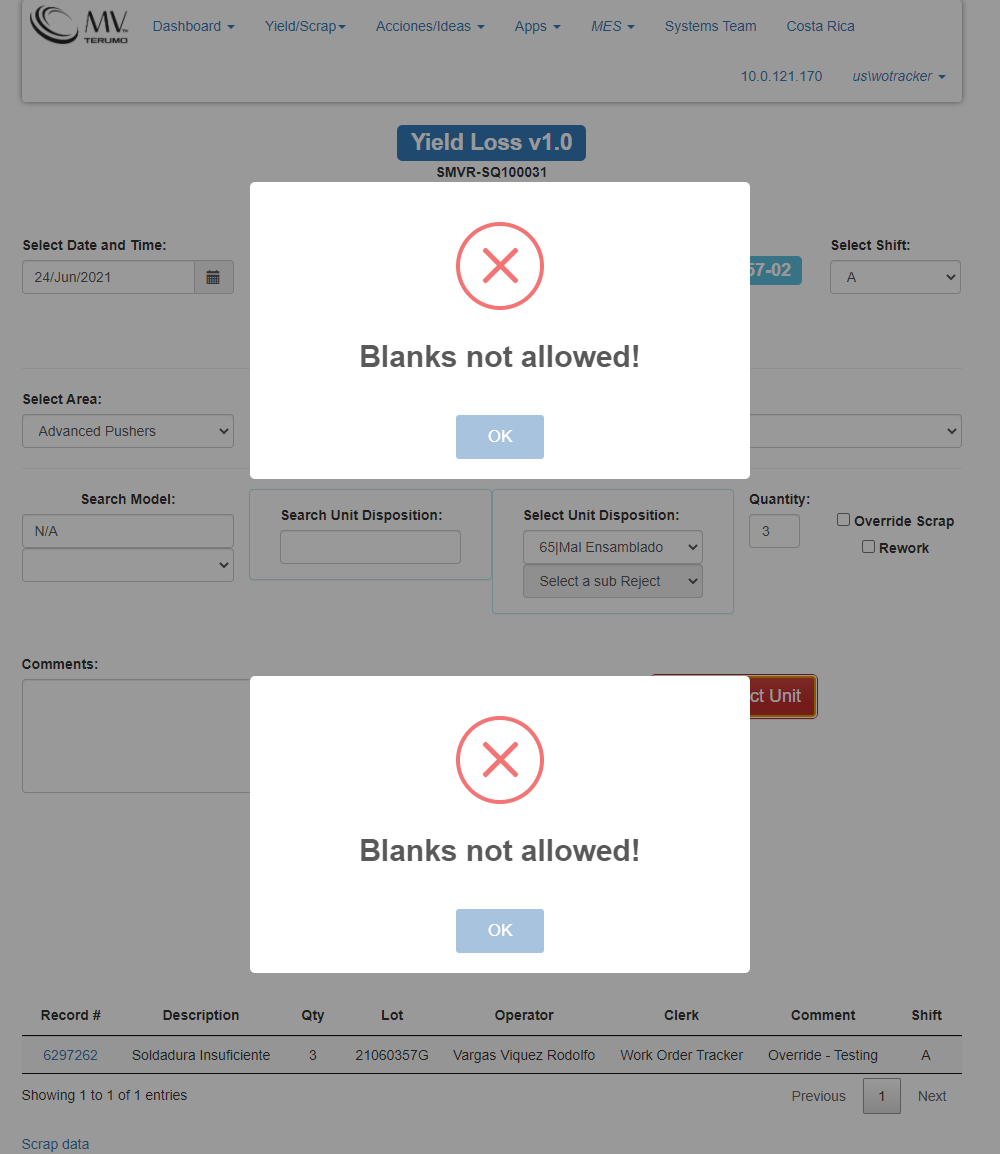 MV TERUMO
Dashboard Yield/Scrap Acciones/Ideas Apps MES Systems Team Costa Rica
10.0.121.170 us\wotracker
Yield Loss v1.0
SMVR-SQ100031
Select Date and Time: Select Shift:
24/Jun/2021 57-02 A
Blanks not allowed!
Select Area:
Advanced Pushers
OK
Search Model: Quantity:
Search Unit Disposition: Select Unit Disposition:
N/A 3 Override Scrap
65|Mal Ensamblado Rework
Select a sub Reject
Comments:
ct Unit
Blanks not allowed!
OK
Record # Description Qty Lot Operator Clerk Comment Shift
6297262 Soldadura Insuficiente 3 21060357G Vargas Viquez Rodolfo Work Order Tracker Override - Testing A
Showing 1 to 1 of 1 entries Previous 1 Next
Scrap data